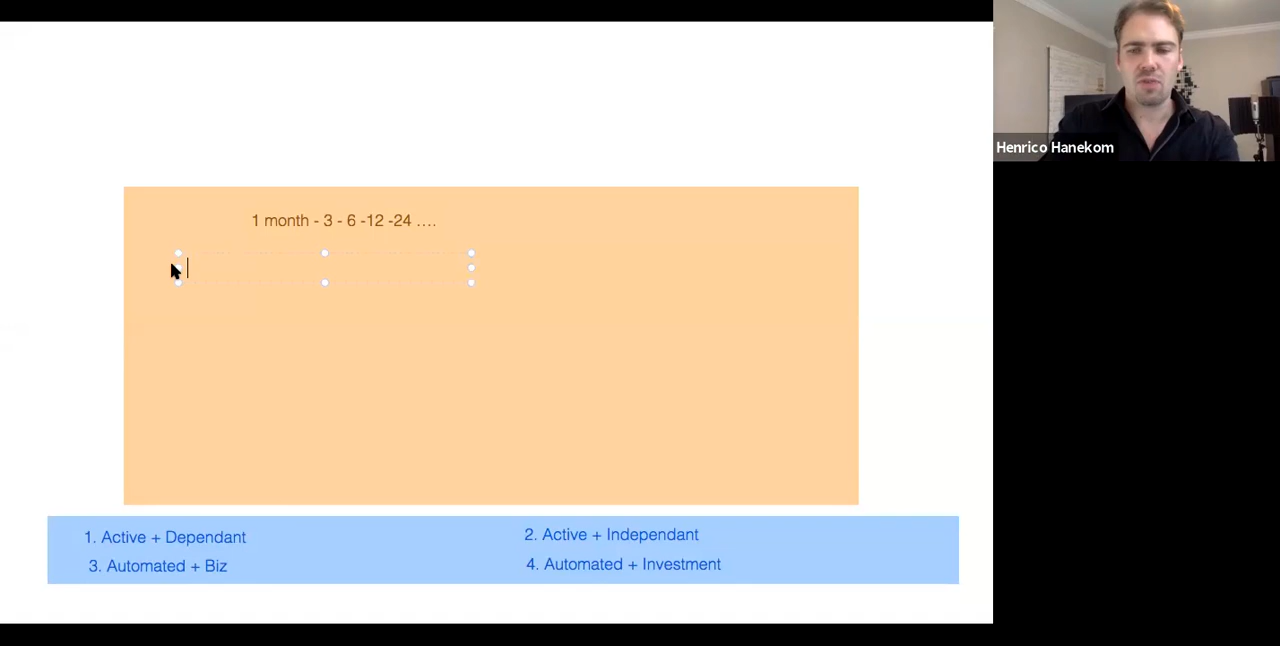 Henrico Hanekom
1 month - 3 - 6 -12 -24 ....
1. Active + Dependant
2. Active + Independant
3. Automated + Biz
4. Automated + Investment